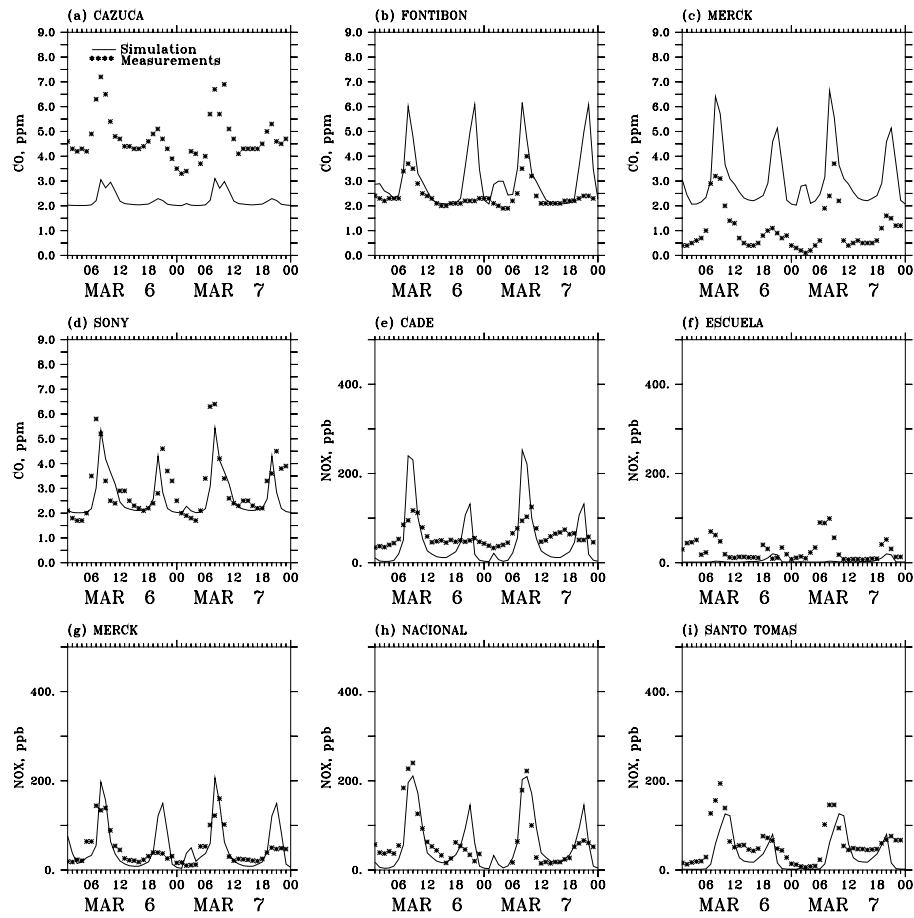 (a) CAZUCA
(b) FONTIBON
(c) MERCK
Simulation
Measurements
CO, ppm
9.0
8.0
7.0
6.0
5.0
4.0
3.0
2.0
1.0
0.0
06 12 18 00 06 12 18 00
MAR 6 MAR 7
CO, ppm
9.0
8.0
7.0
6.0
5.0
4.0
3.0
2.0
1.0
0.0
06 12 18 00 06 12 18 00
MAR 6 MAR 7
CO, ppm
9.0
8.0
7.0
6.0
5.0
4.0
3.0
2.0
1.0
0.0
06 12 18 00 06 12 18 00
MAR 6 MAR 7
(d) SONY
(e) CADE
(f) ESCUELA
CO, ppm
9.0
8.0
7.0
6.0
5.0
4.0
3.0
2.0
1.0
0.0
06 12 18 00 06 12 18 00
MAR 6 MAR 7
NOX, ppb
400.
200.
0.
06 12 18 00 06 12 18 00
MAR 6 MAR 7
NOX, ppb
400.
200.
0.
06 12 18 00 06 12 18 00
MAR 6 MAR 7
(g) MERCK
(h) NACIONAL
(i) SANTO TOMAS
NOX, ppb
400.
200.
0.
06 12 18 00 06 12 18 00
MAR 6 MAR 7
NOX, ppb
400.
200.
0.
06 12 18 00 06 12 18 00
MAR 6 MAR 7
NOX, ppb
400.
200.
0.
06 12 18 00 06 12 18 00
MAR 6 MAR 7